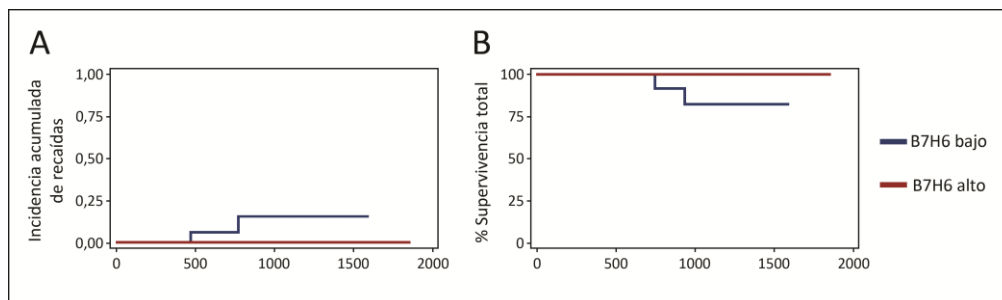 A
Incidencia acumulada
de recaídas
1,00
0,75
0,50
0,25
0,00
0 500 1000 1500 2000
B
% Supervivencia total
100
75
50
25
0
0 500 1000 1500 2000
B7H6 bajo
B7H6 alto